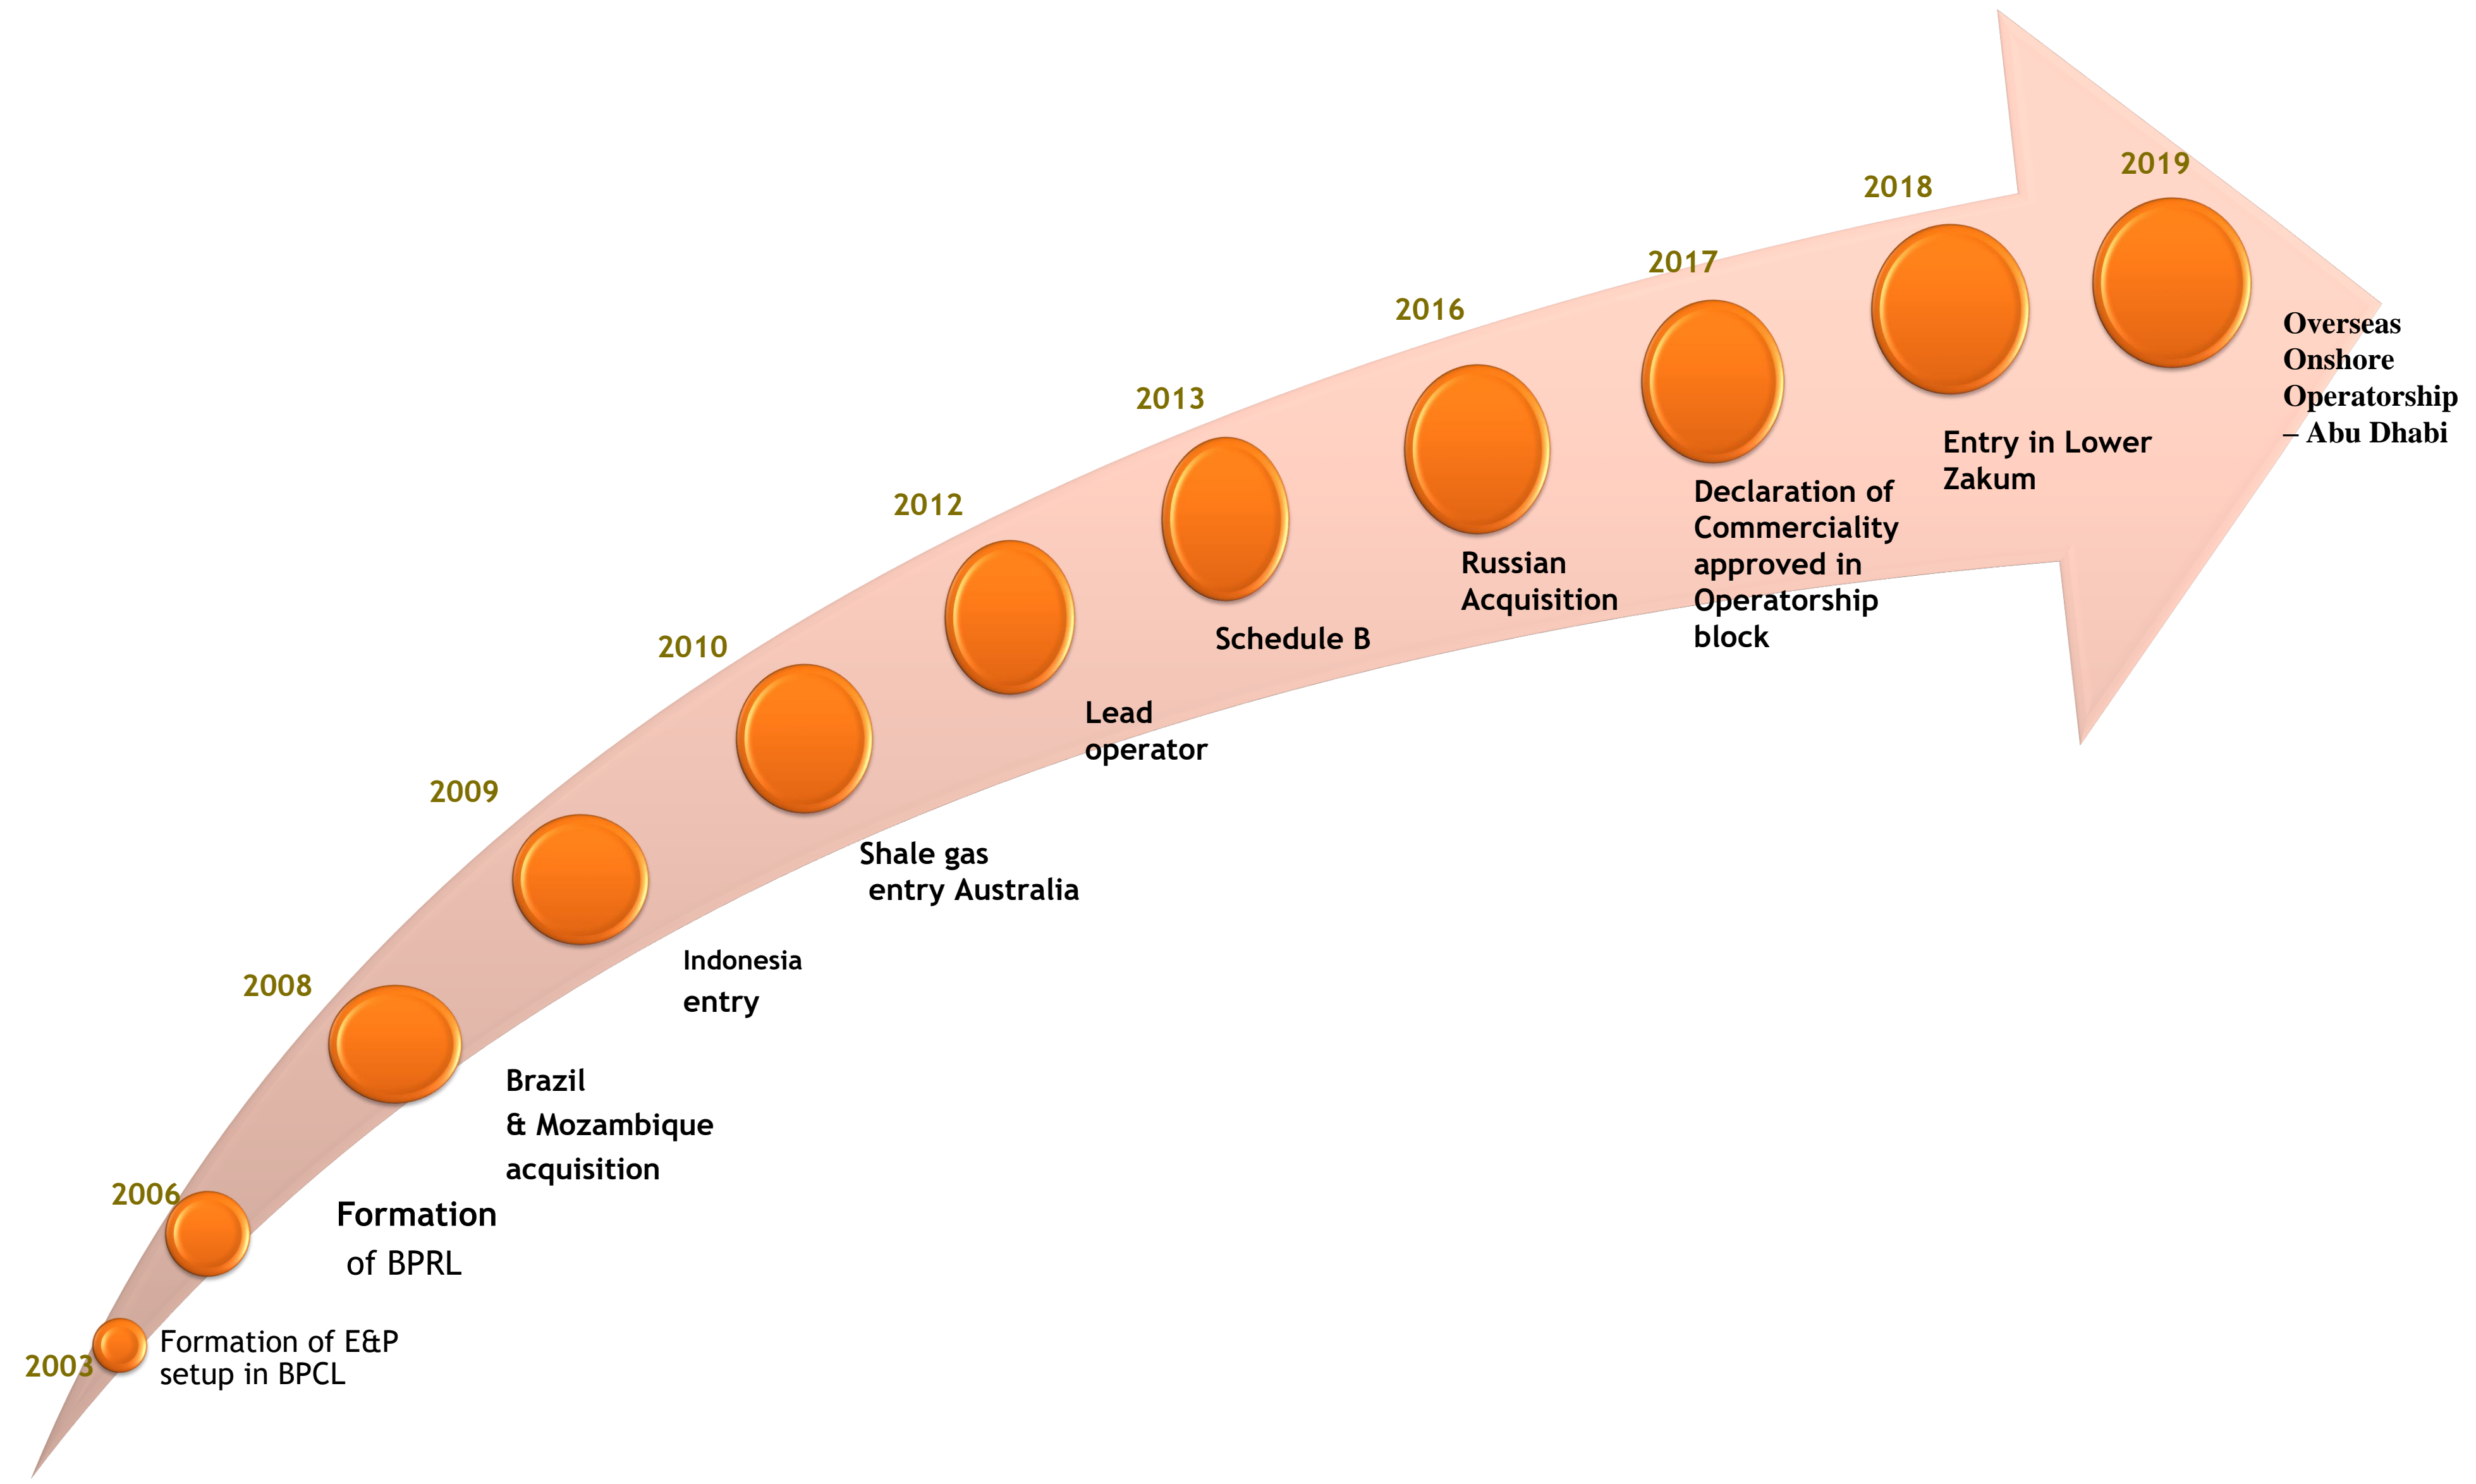 2003
Formation of E&P
setup in BPCL
2006
Formation
of BPRL
2008
Brazil
& Mozambique
acquisition
2009
Indonesia
entry
2010
Shale gas
entry Australia
2012
Lead
operator
2013
Schedule B
2016
Russian
Acquisition
2017
Declaration of
Commerciality
approved in
Operatorship
block
2018
Entry in Lower
Zakum
2019
Overseas
Onshore
Operatorship
– Abu Dhabi